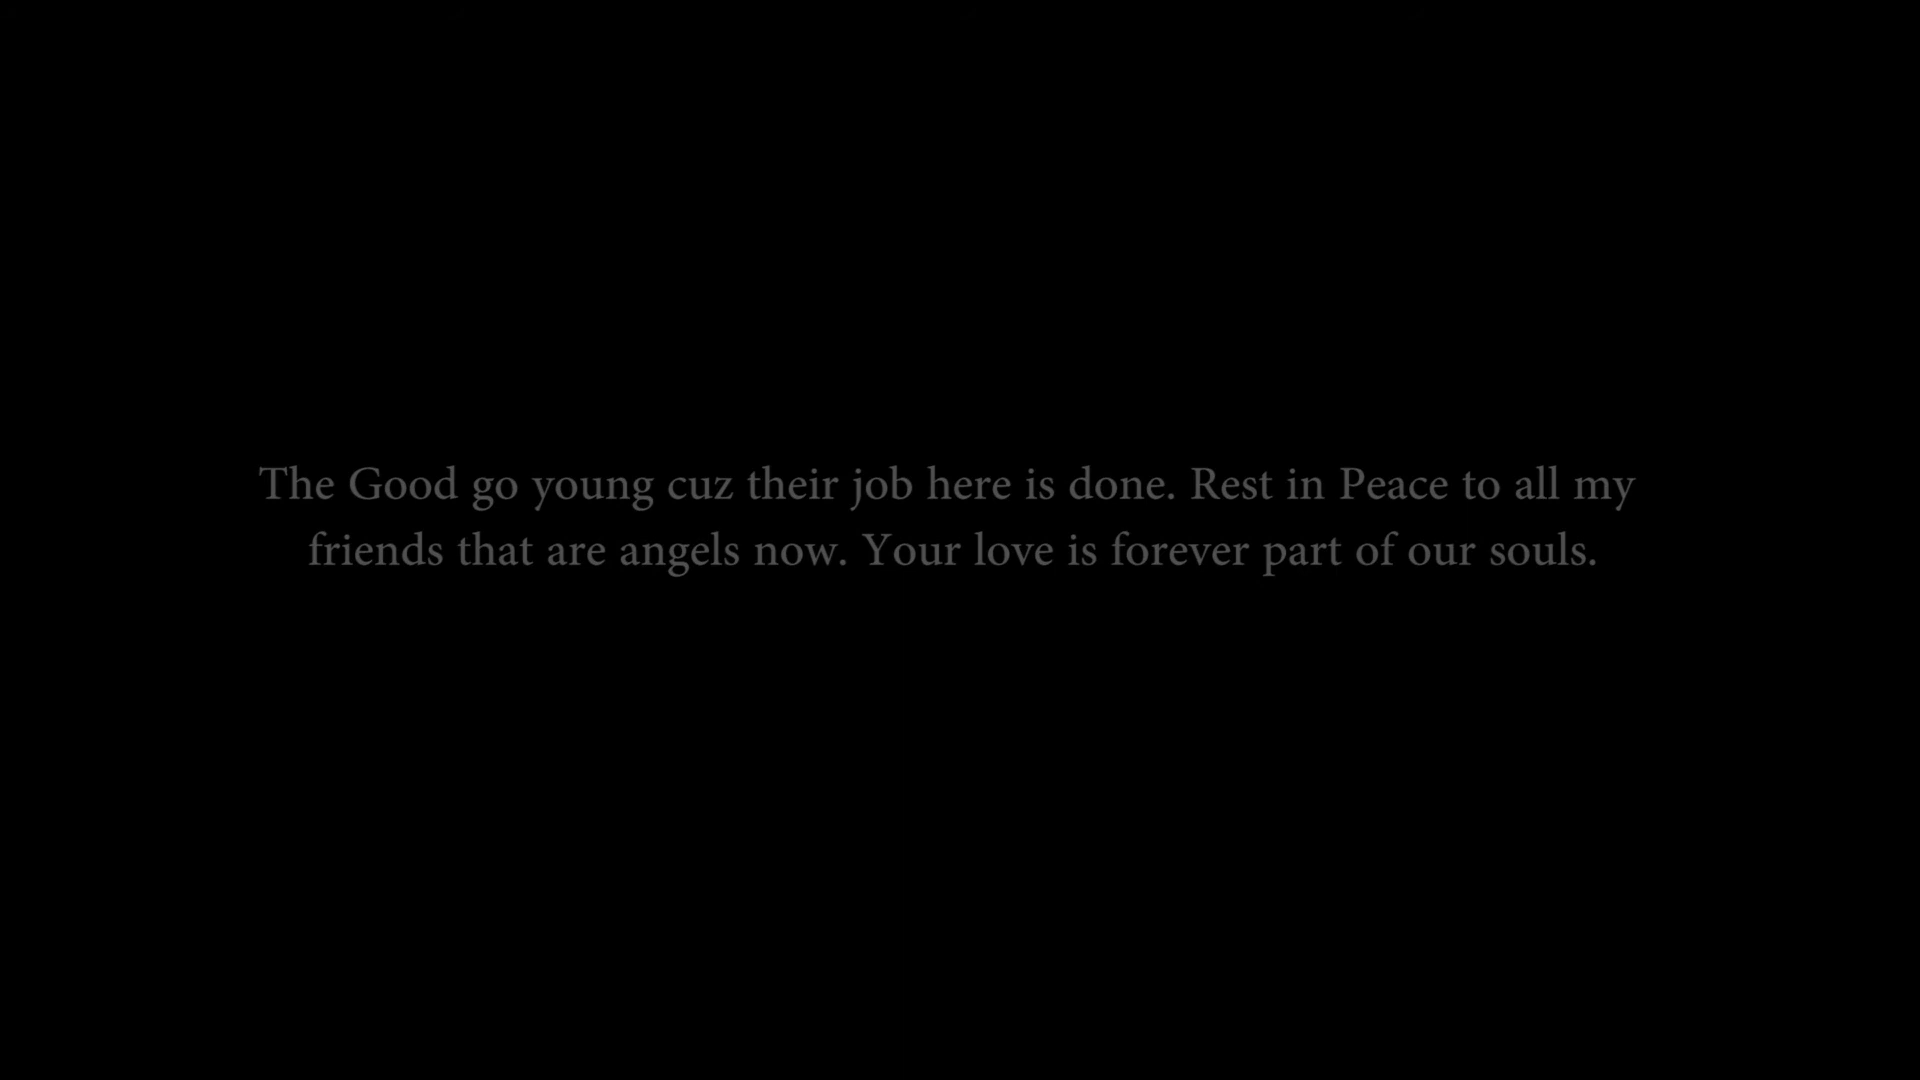 The Good go young cuz their job here is done. Rest in Peace to all my
friends that are angels now. Your love is forever part of our souls.